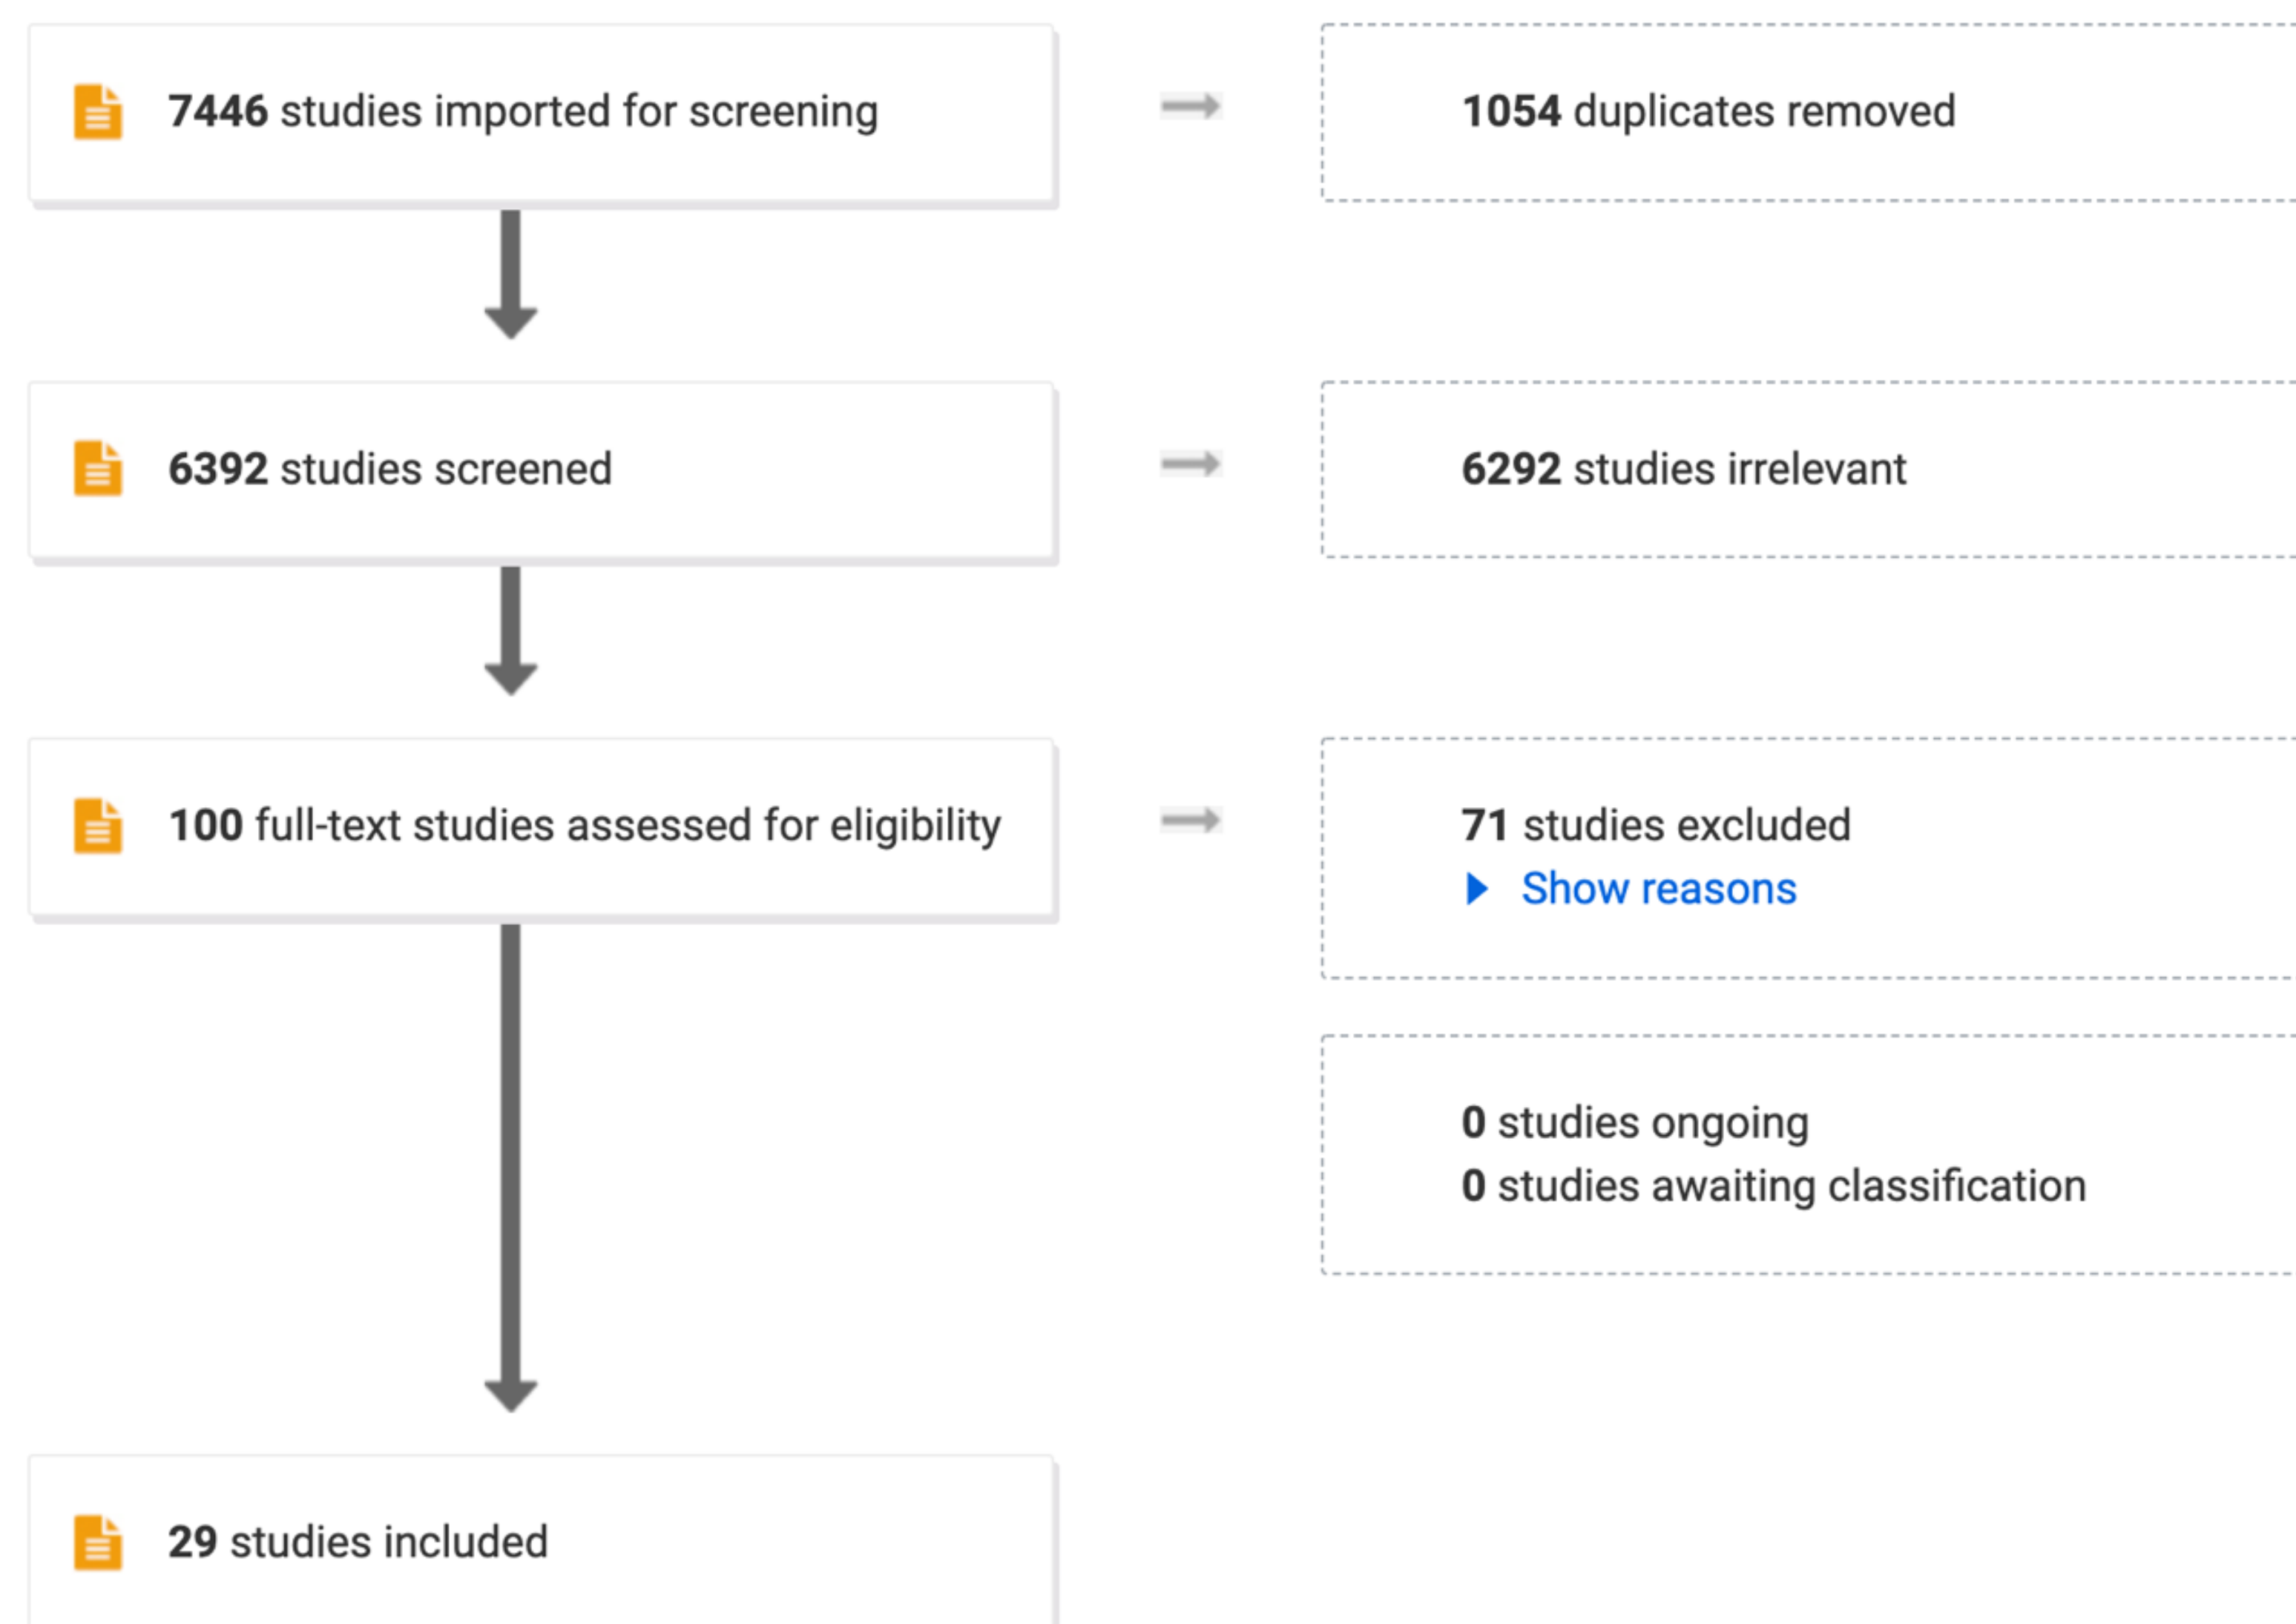 7446 studies imported for screening
1054 duplicates removed
6392 studies screened
6292 studies irrelevant
100 full-text studies assessed for eligibility
71 studies excluded
Show reasons
0 studies ongoing
0 studies awaiting classification
29 studies included